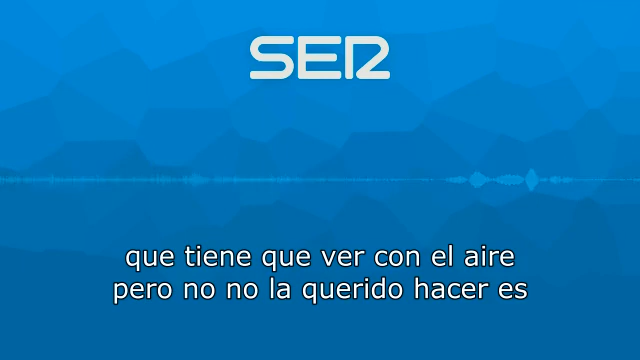 SER
que tiene que ver con el aire
pero no no la querido hacer es